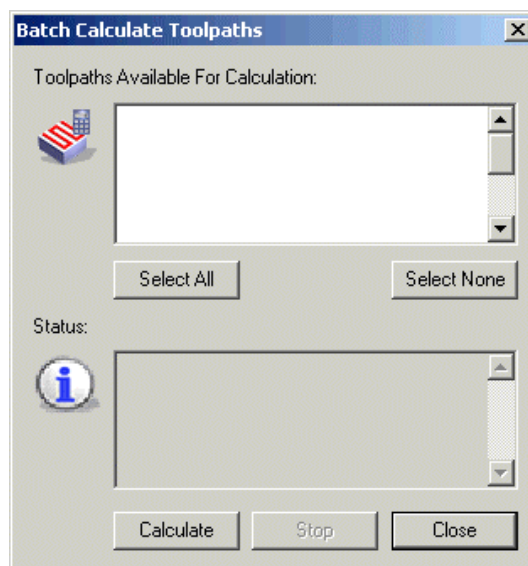 Batch Calculate Toolpaths
Toolpaths Available For Calculation:
Select All
Select None
Status:
Calculate
Stop
Close